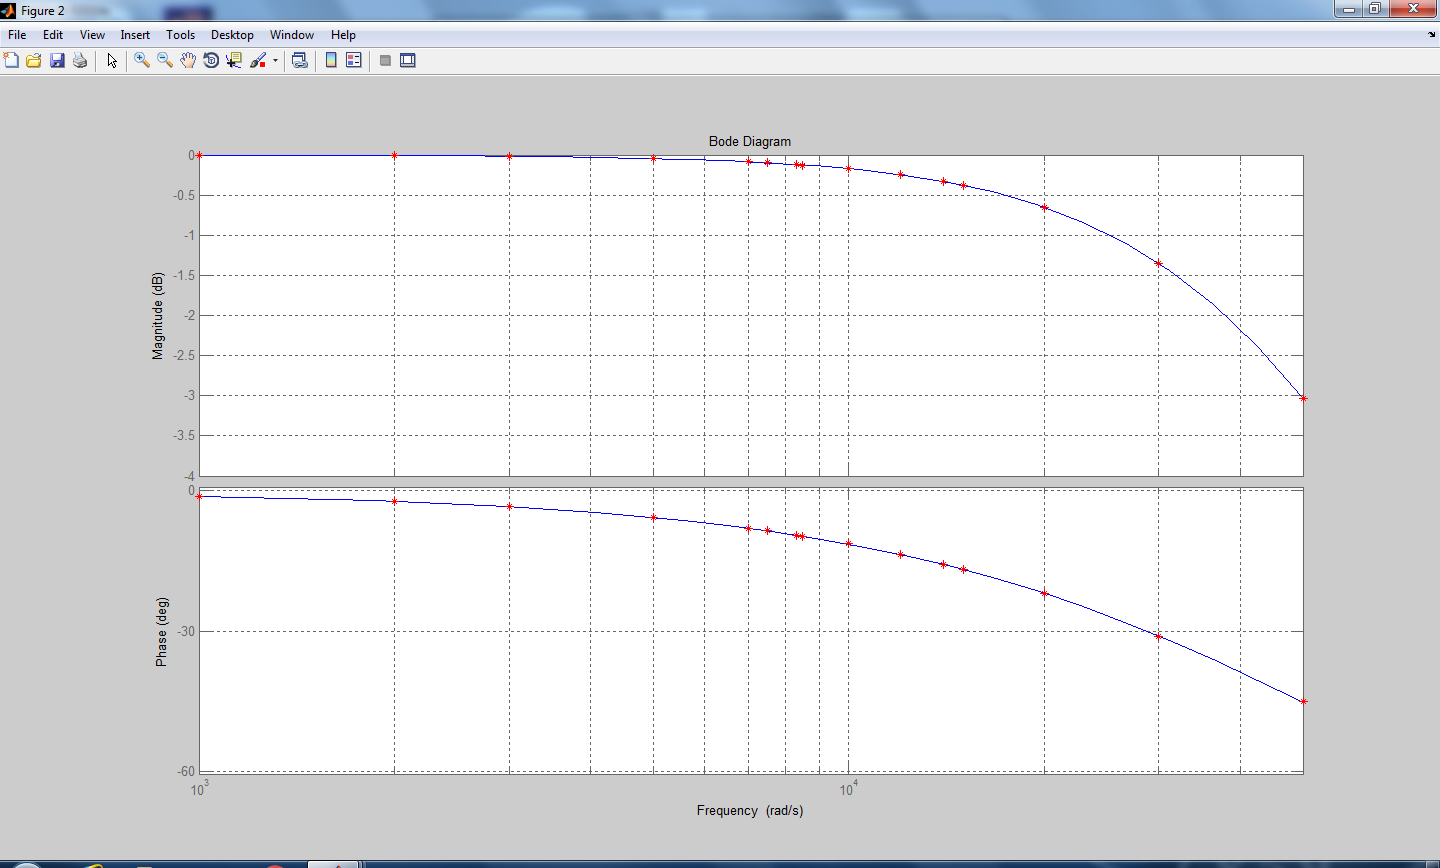 Figure 2
File Edit View Insert Tools Desktop Window Help
Bode Diagram
0
-0.5
-1
-1.5
-2
-2.5
-3
-3.5
-4
Magnitude (dB)
0
-30
-60
Phase (deg)
10^3 10^4
Frequency (rad/s)